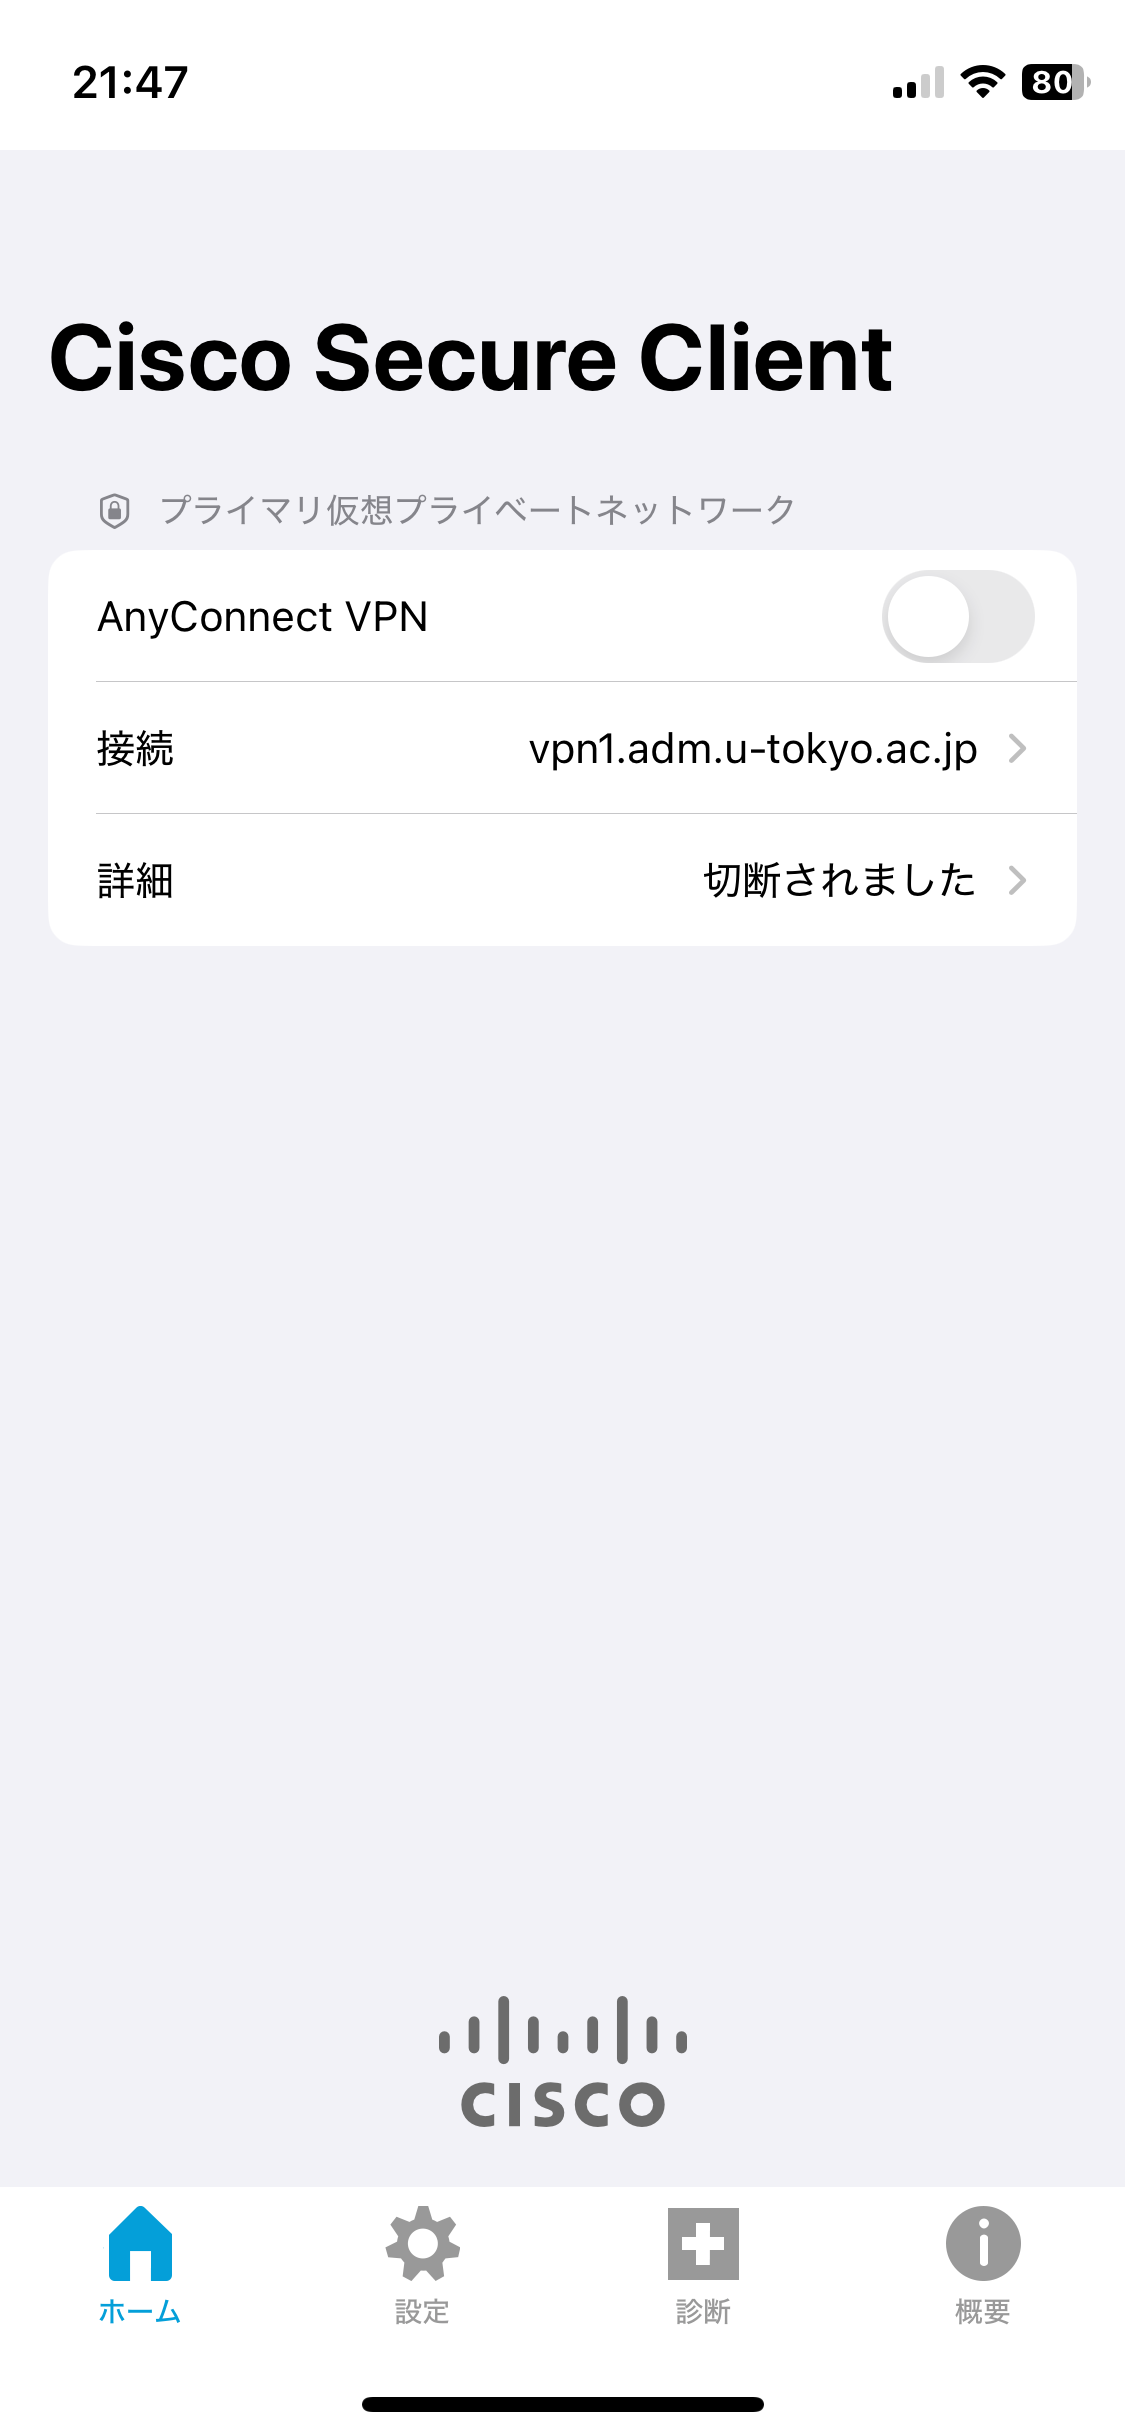 21:47
80
Cisco Secure Client
プライマリ仮想プライベートネットワーク
AnyConnect VPN
接続 vpn1.adm.u-tokyo.ac.jp
詳細 切断されました
CISCO
ホーム 設定 診断 概要